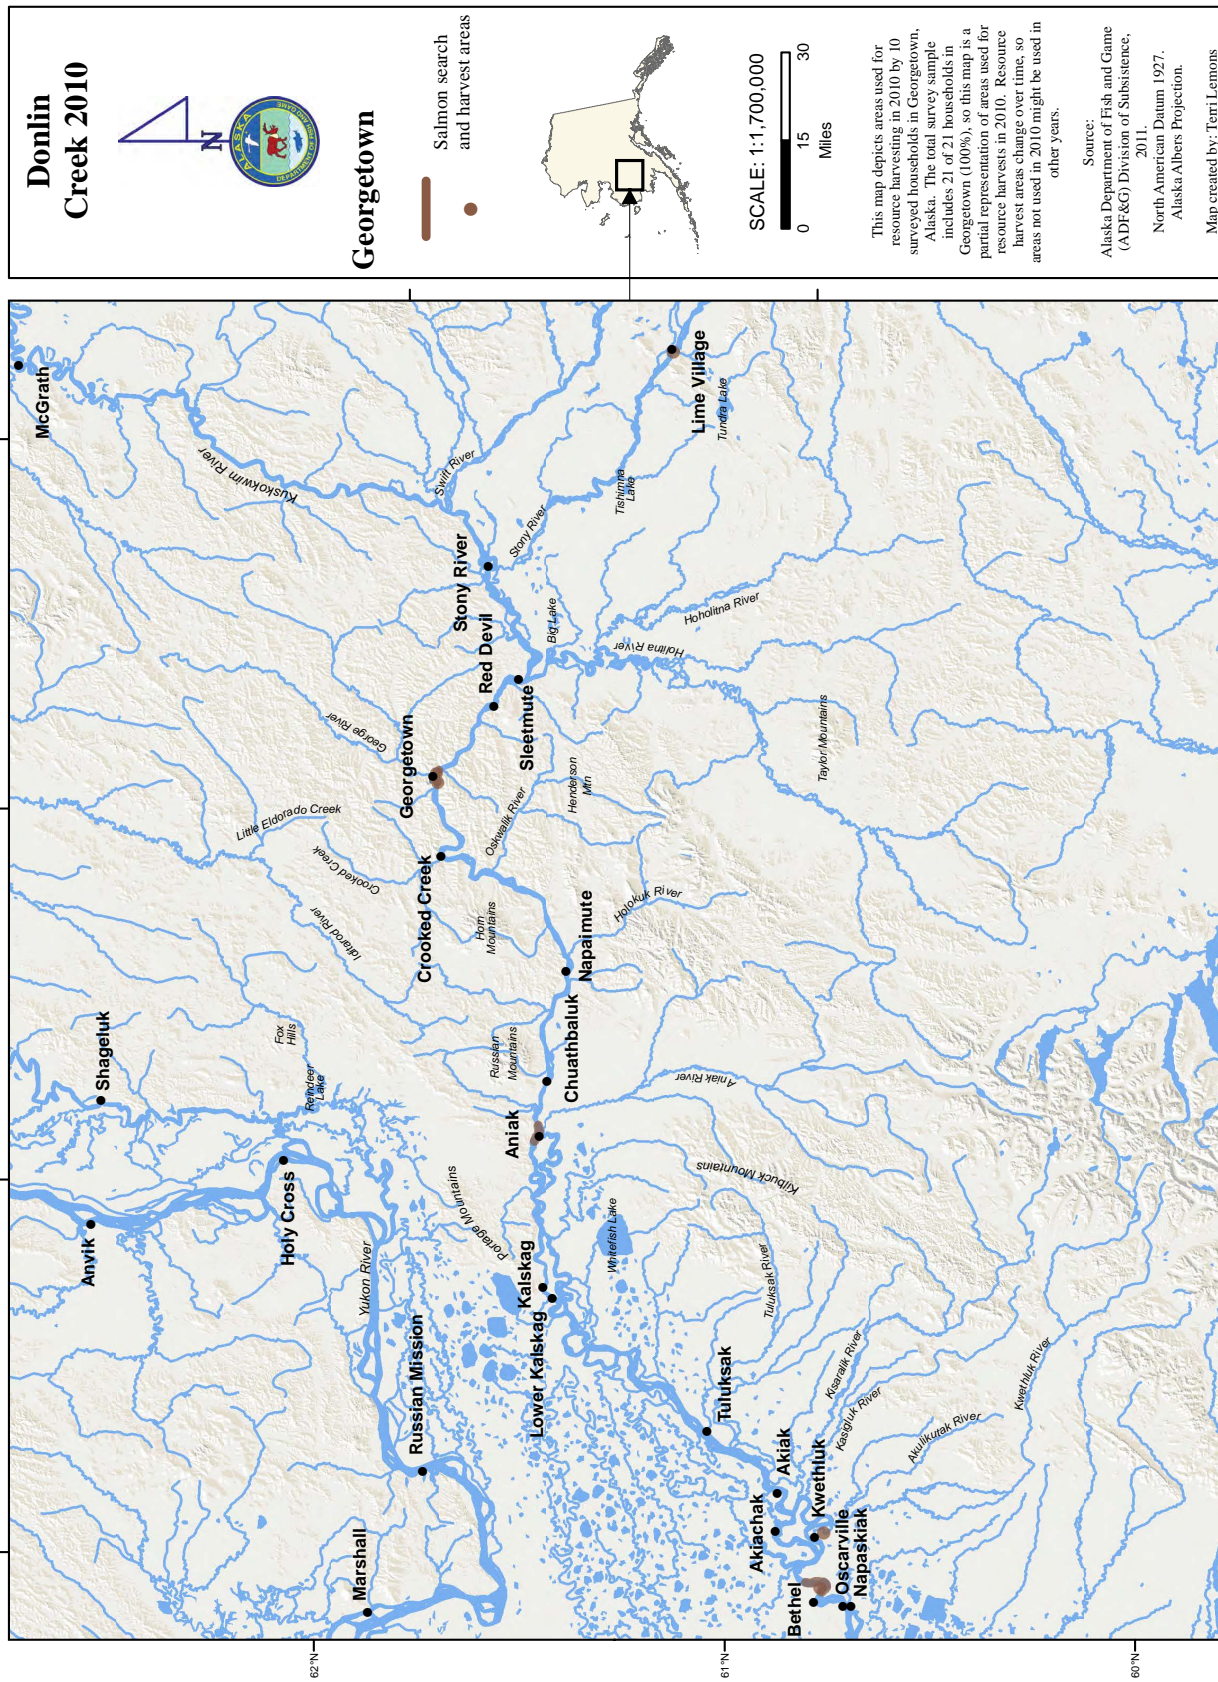 Donlin
Creek 2010
N
ALASKA
DEPARTMENT OF FISH AND GAME
Georgetown
Salmon search
and harvest areas
SCALE: 1:1,700,000
0 15 30
Miles
This map depicts areas used for
resource harvesting in 2010 by 10
surveyed households in Georgetown,
Alaska. The total survey sample
includes 21 of 21 households in
Georgetown (100%), so this map is a
partial representation of areas used for
resource harvests in 2010. Resource
harvest areas change over time, so
areas not used in 2010 might be used in
other years.
Source:
Alaska Department of Fish and Game
(ADF&G) Division of Subsistence,
2011.
North American Datum 1927.
Alaska Albers Projection.
Map created by: Terri Lemons
McGrath
Kuskokwim River
Swift River
Lime Village
Tundra Lake
Tishimna
Lake
Stony River
Stony River
Red Devil
Big Lake
Hoholitna River
Holitna River
Sleetmute
George River
Georgetown
Henderson
Mtn
Taylor Mountains
Oskwalik River
Little Eldorado Creek
Crooked Creek
Crooked Creek
Iditarod River
Horn
Mountains
Holokuk River
Napaimute
Chuathbaluk
Russian
Mountains
Fox
Hills
Reindeer
Lake
Shageluk
Aniak River
Aniak
Kilbuck Mountains
Holy Cross
Anvik
Portage Mountains
Whitefish Lake
Yukon River
Kalskag
Lower Kalskag
Tuluksak River
Russian Mission
Tuluksak
Kisaralik River
Kasigluk River
Kwethluk River
Akulikutak River
Akiak
Kwethluk
Akiachak
Marshall
Oscarville
Napaskiak
Bethel
62°N
61°N
60°N